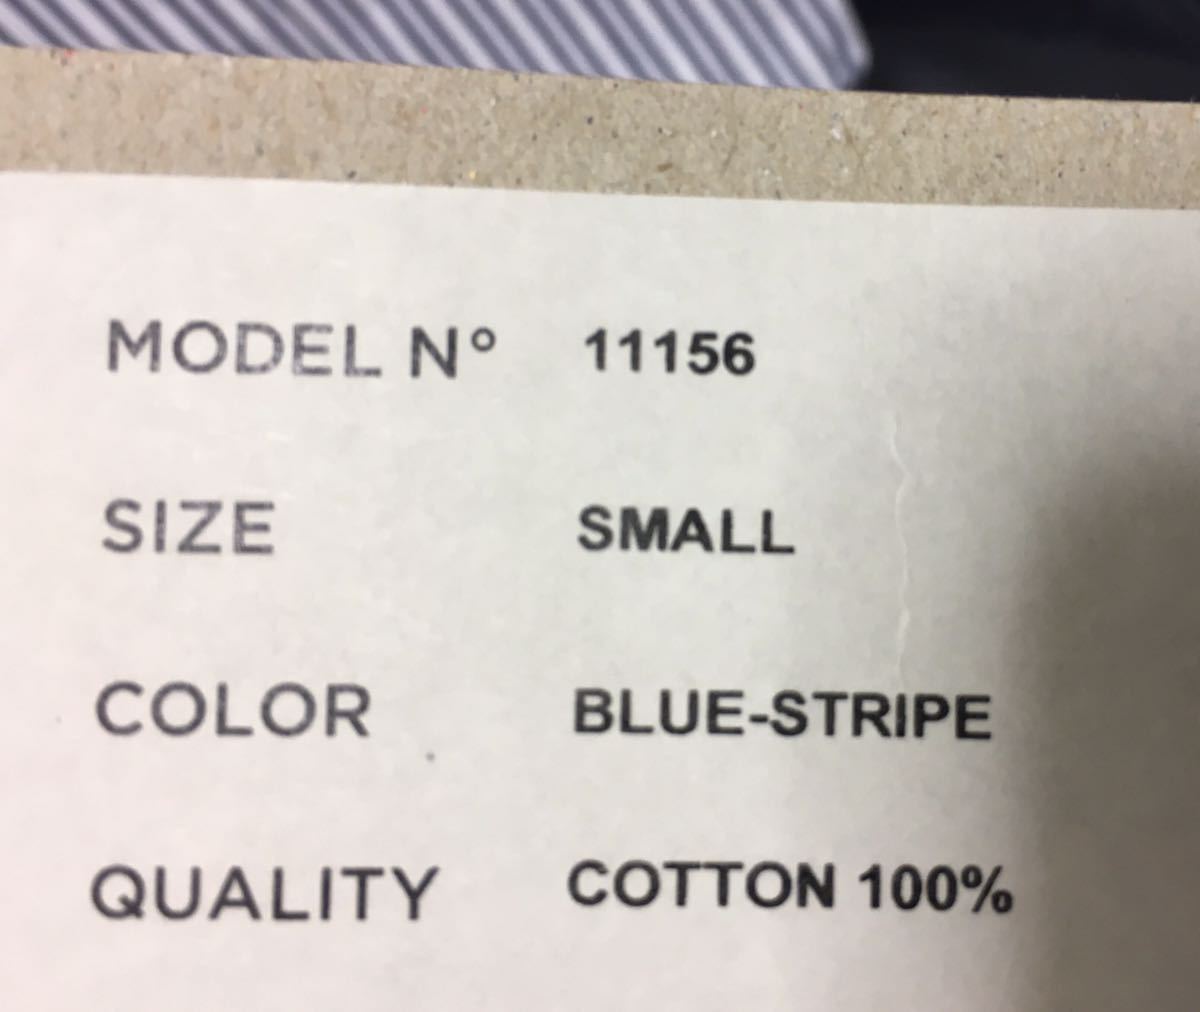 MODEL N° 11156
SIZE SMALL
COLOR BLUE-STRIPE
QUALITY COTTON 100%